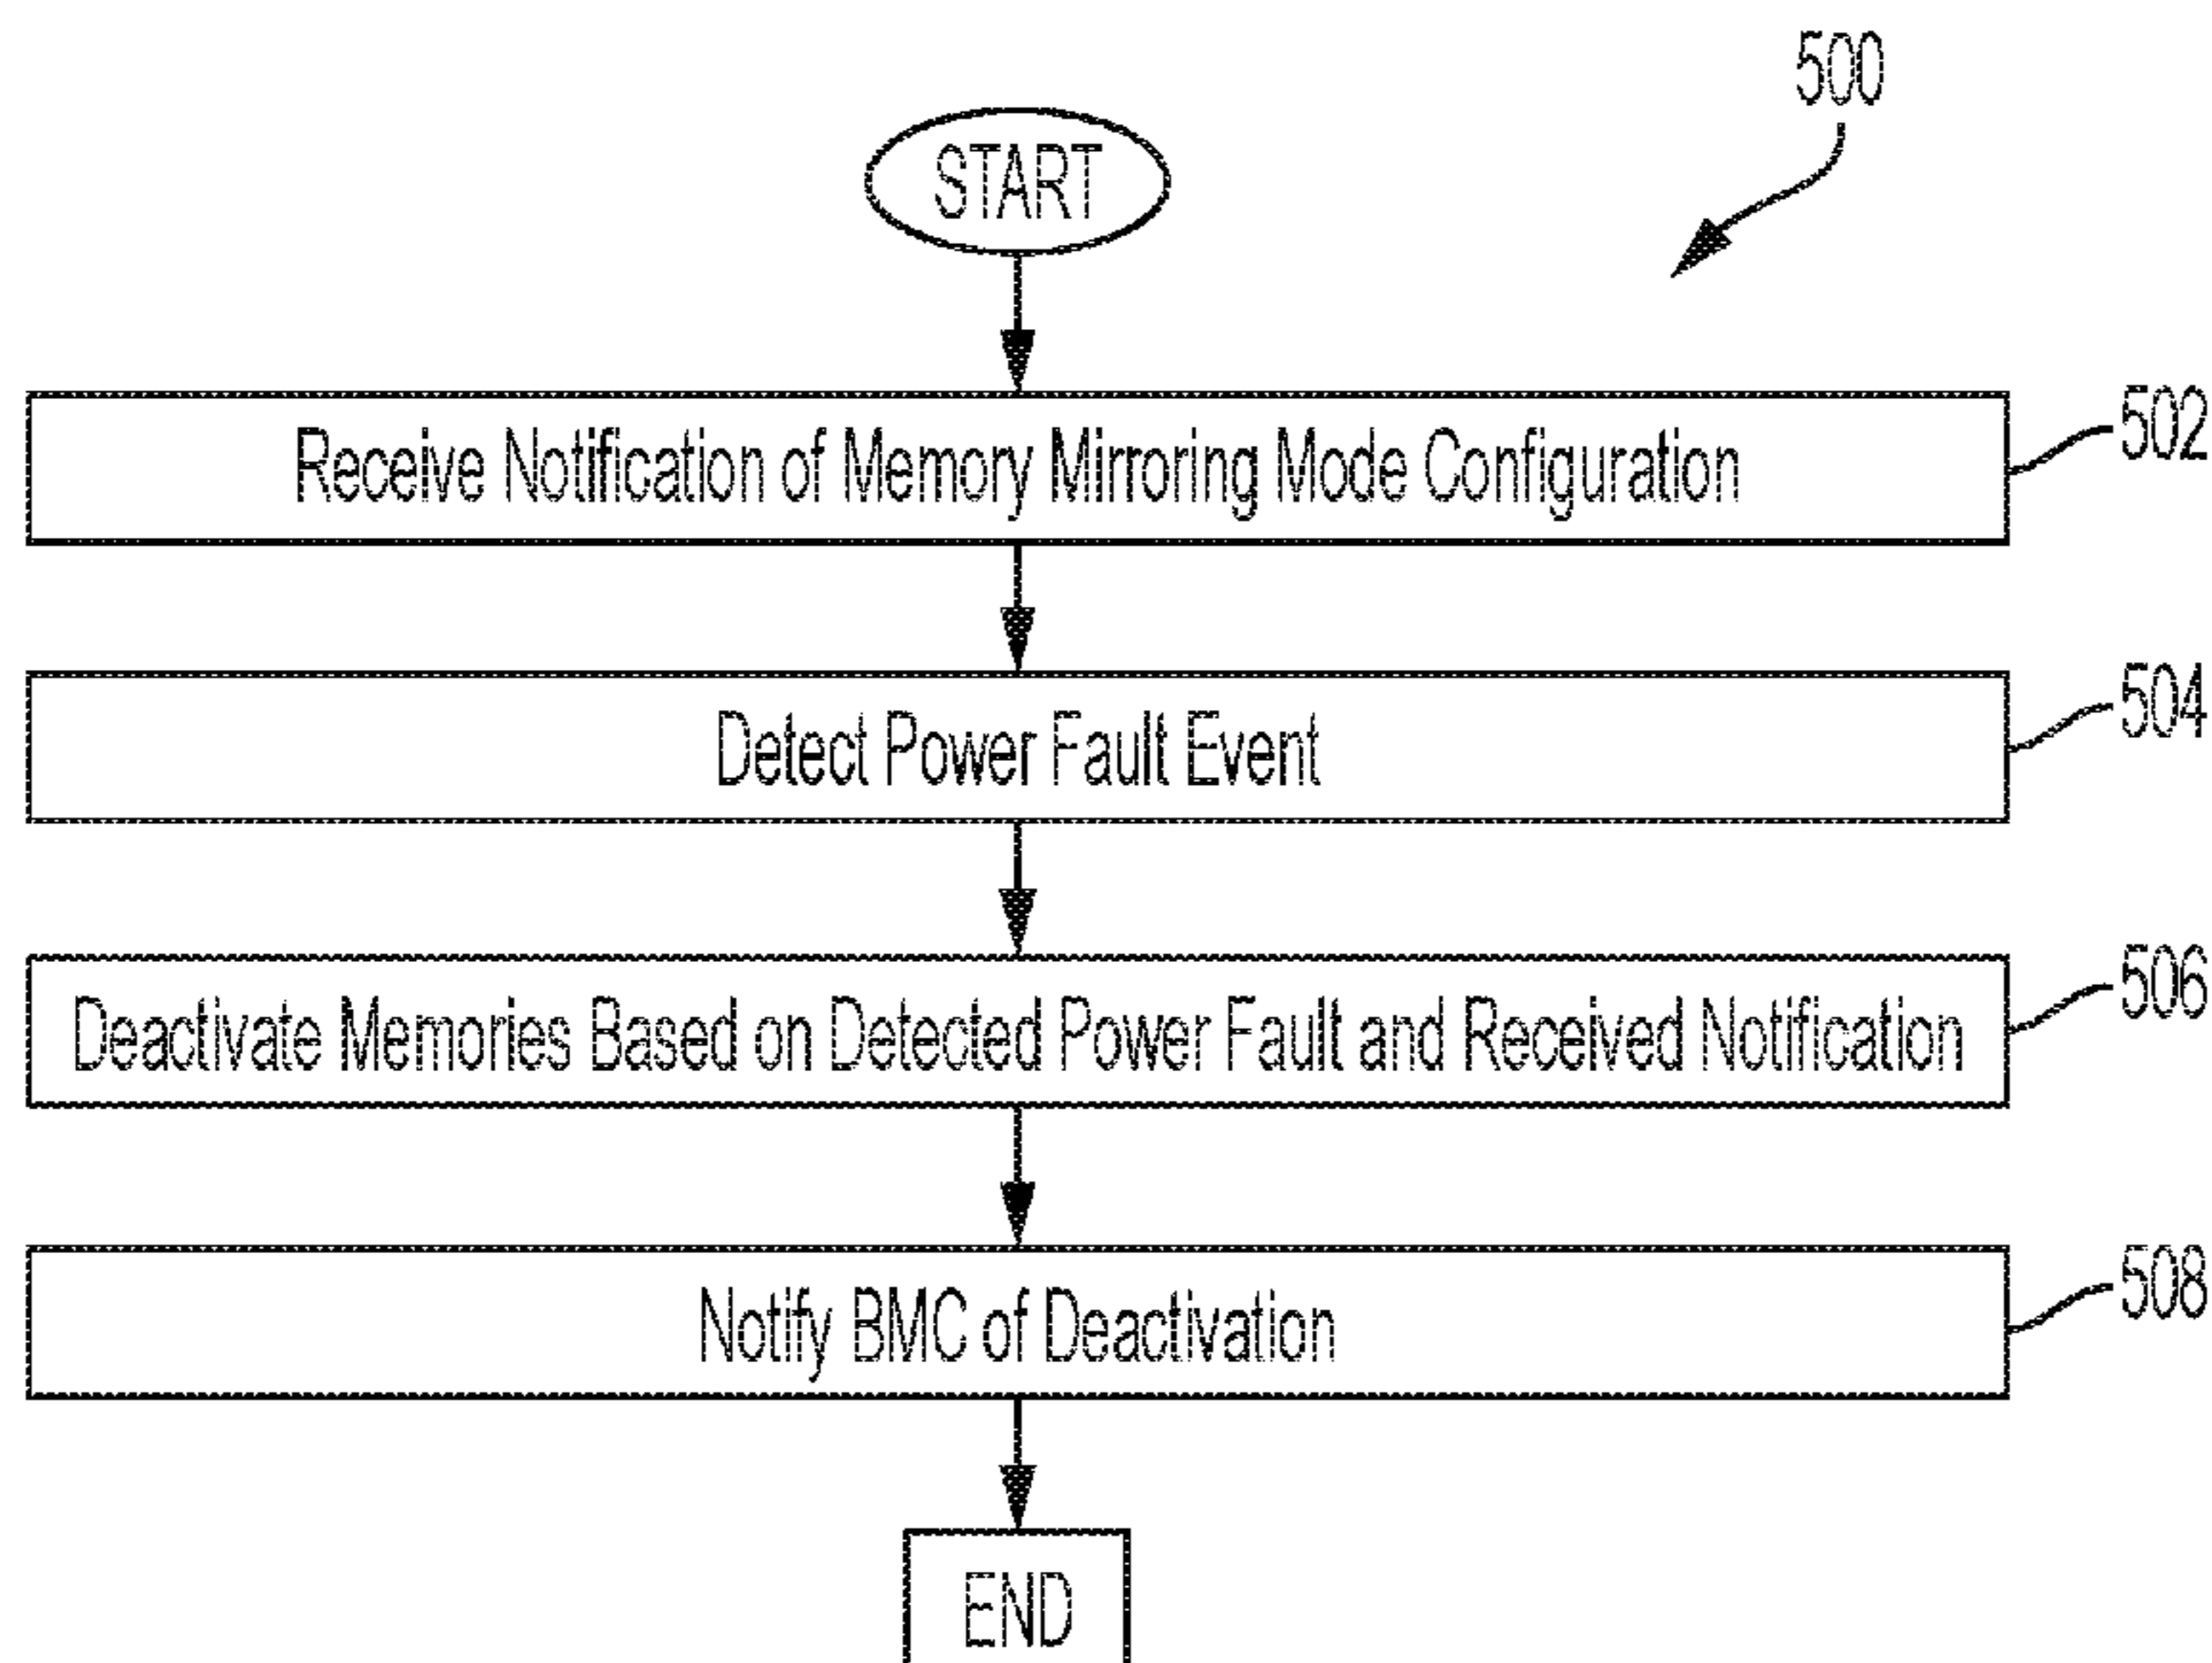 500
START
Receive Notification of Memory Mirroring Mode Configuration
502
Detect Power Fault Event
504
Deactivate Memories Based on Detected Power Fault and Received Notification
506
Notify BMC of Deactivation
508
END